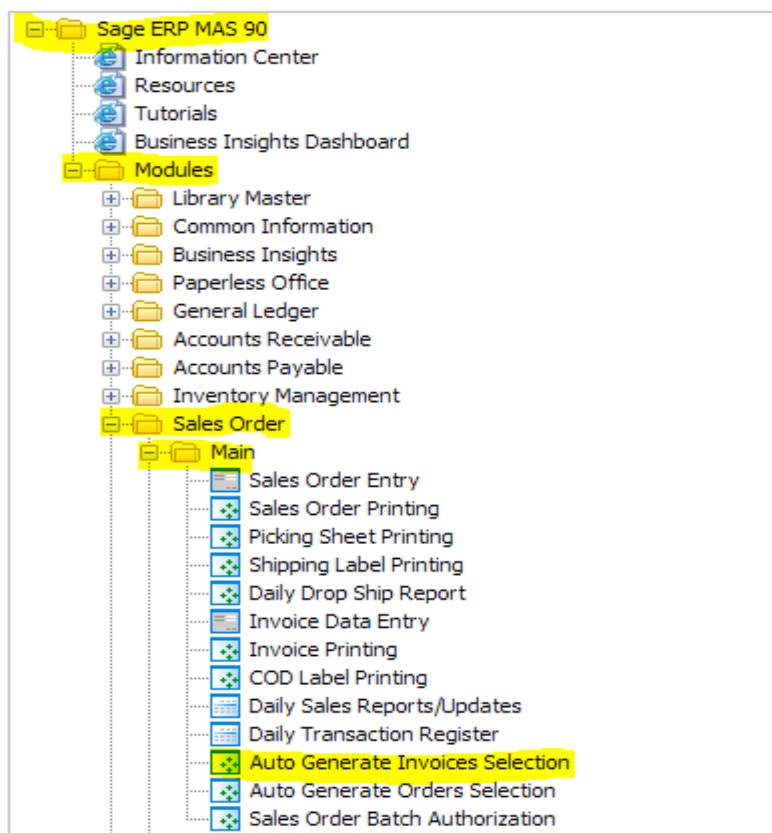 Sage ERP MAS 90
Information Center
Resources
Tutorials
Business Insights Dashboard
Modules
Library Master
Common Information
Business Insights
Paperless Office
General Ledger
Accounts Receivable
Accounts Payable
Inventory Management
Sales Order
Main
Sales Order Entry
Sales Order Printing
Picking Sheet Printing
Shipping Label Printing
Daily Drop Ship Report
Invoice Data Entry
Invoice Printing
COD Label Printing
Daily Sales Reports/Updates
Daily Transaction Register
Auto Generate Invoices Selection
Auto Generate Orders Selection
Sales Order Batch Authorization